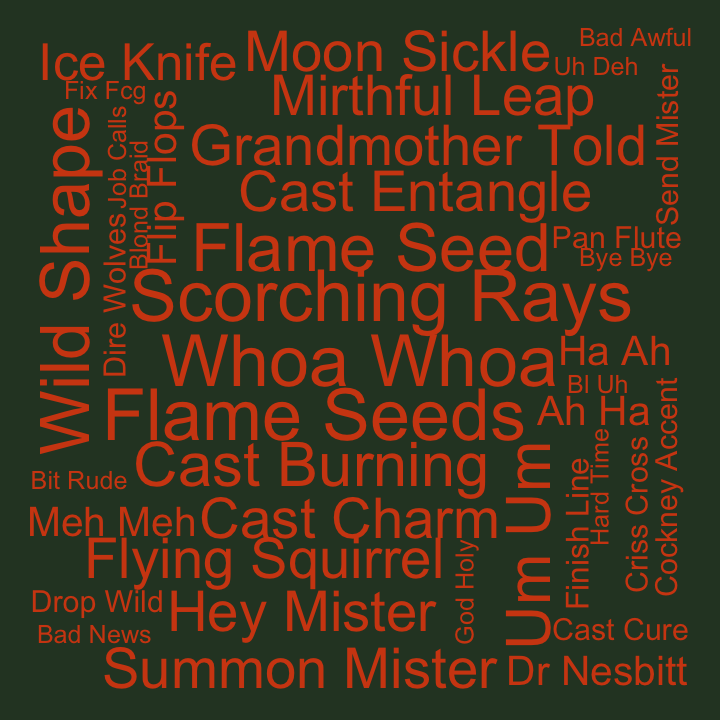 Bad Awful
Ice Knife
Moon Sickle
Uh Deh
Fix Fcg
Mirthful Leap
Send Mister
Job Calls
Flip Flops
Grandmother Told
Wild Shape
Blond Braid
Cast Entangle
Dire Wolves
Flame Seed
Pan Flute
Bye Bye
Scorching Rays
Whoa Whoa
Ha Ah
Bl Uh
Flame Seeds
Ah Ha
Cockney Accent
Hard Time
Criss Cross
Finish Line
Cast Burning
Um Um
Bit Rude
Meh Meh
Cast Charm
Flying Squirrel
God Holy
Drop Wild
Hey Mister
Bad News
Cast Cure
Summon Mister
Dr Nesbitt